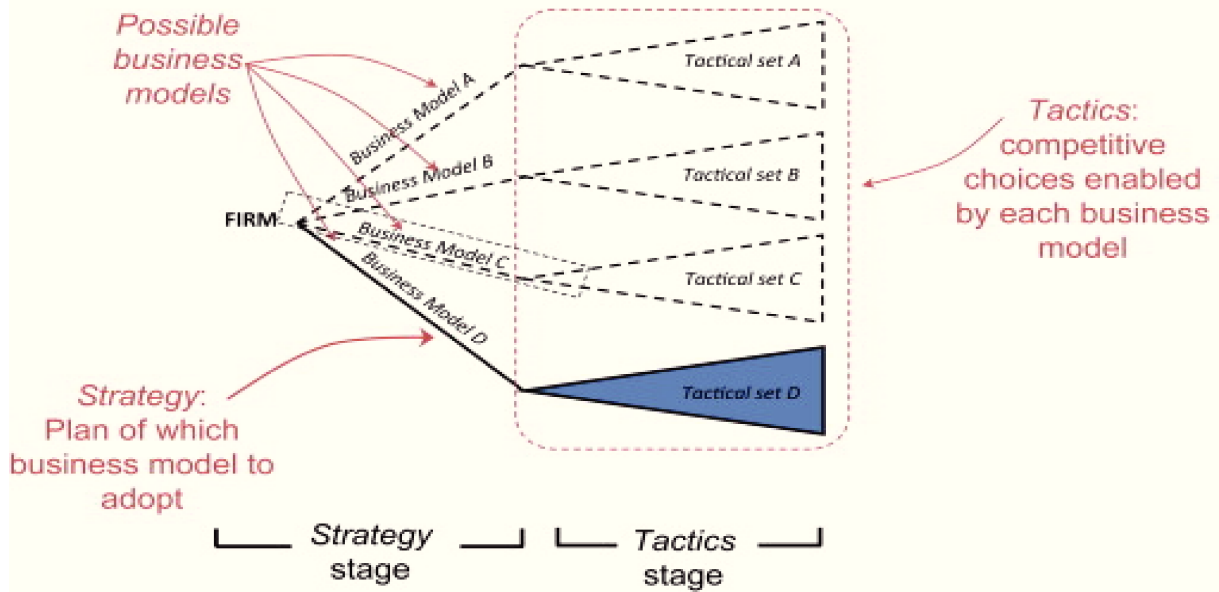 Possible
business
models
Business Model A
Tactical set A
Business Model B
Tactical set B
FIRM
Business Model C
Tactical set C
Business Model D
Tactical set D
Tactics:
competitive
choices enabled
by each business
model
Strategy:
Plan of which
business model to
adopt
Strategy
stage
Tactics
stage